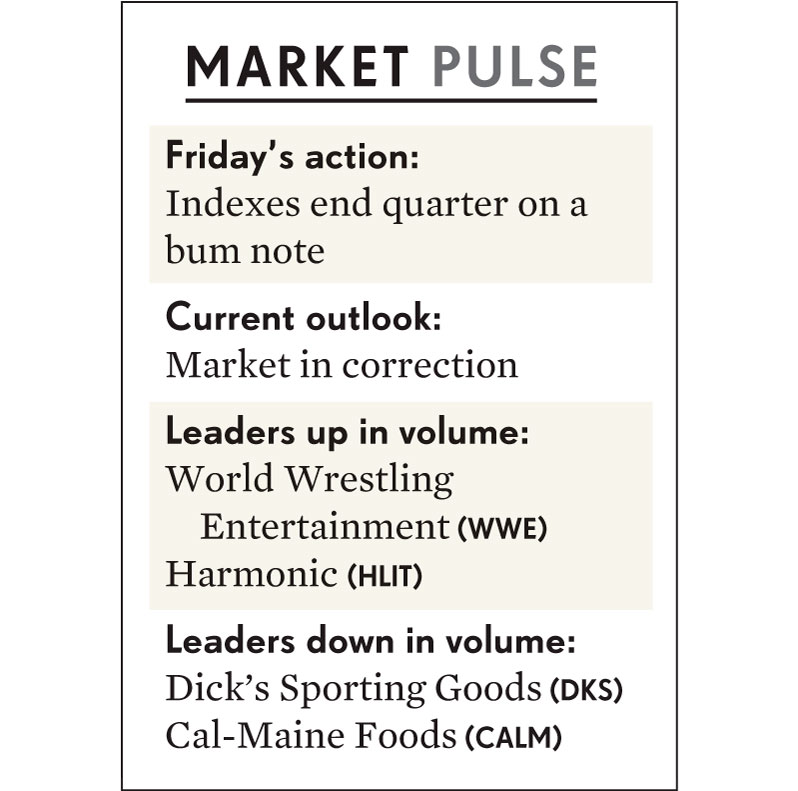 MARKET PULSE
Friday’s action:
Indexes end quarter on a
bum note
Current outlook:
Market in correction
Leaders up in volume:
World Wrestling
Entertainment (WWE)
Harmonic (HLIT)
Leaders down in volume:
Dick’s Sporting Goods (DKS)
Cal-Maine Foods (CALM)